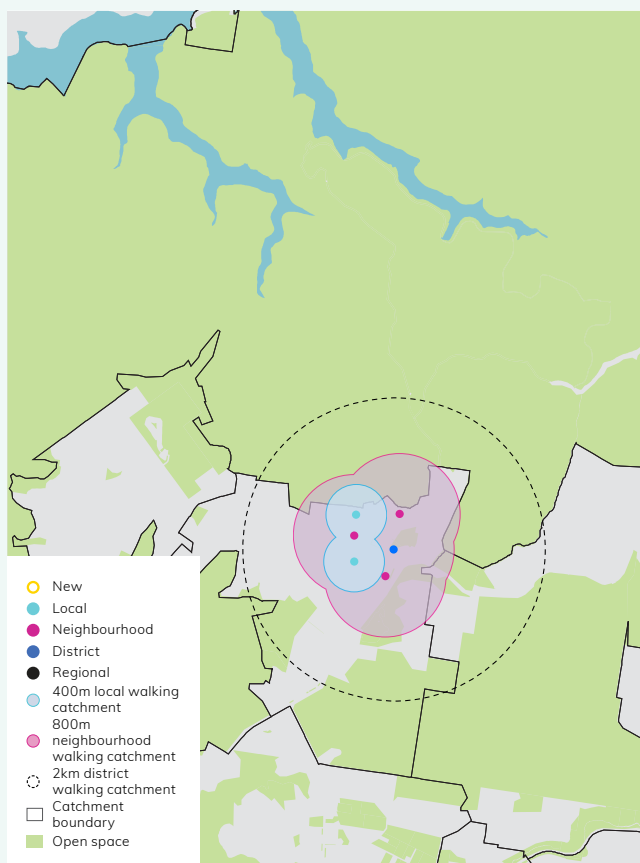 New
Local
Neighbourhood
District
Regional
400m local walking
catchment
800m
neighbourhood
walking catchment
2km district
walking catchment
Catchment
boundary
Open space